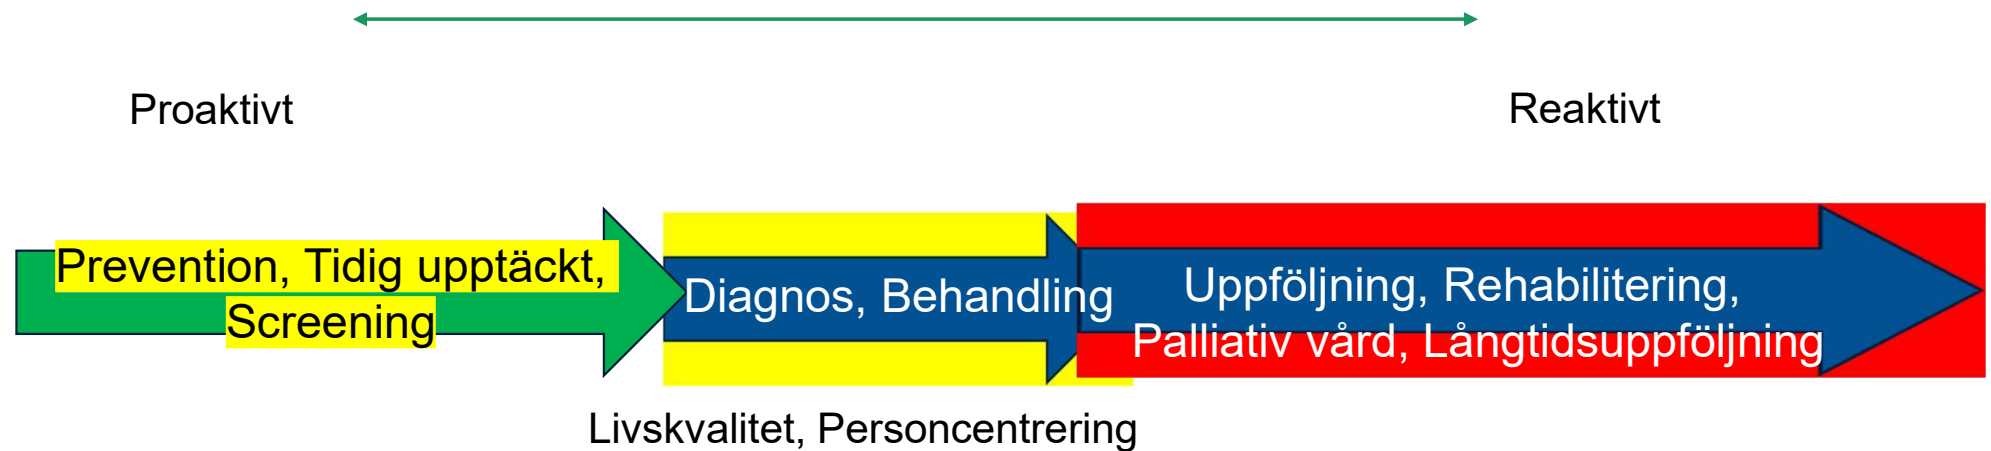 Proaktivt
Reaktivt
Prevention, Tidig upptäckt,
Screening
Diagnos, Behandling
Uppföljning, Rehabilitering,
Palliativ vård, Långtidsuppföljning
Livskvalitet, Personcentrering